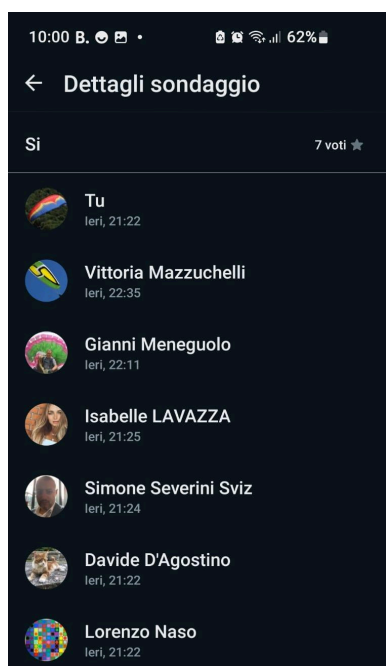 10:00 B. 62%
Dettagli sondaggio
Si 7 voti
Tu
Ieri, 21:22
Vittoria Mazzuchelli
Ieri, 22:35
Gianni Meneguolo
Ieri, 22:11
Isabelle LAVAZZA
Ieri, 21:25
Simone Severini Sviz
Ieri, 21:24
Davide D'Agostino
Ieri, 21:22
Lorenzo Naso
Ieri, 21:22